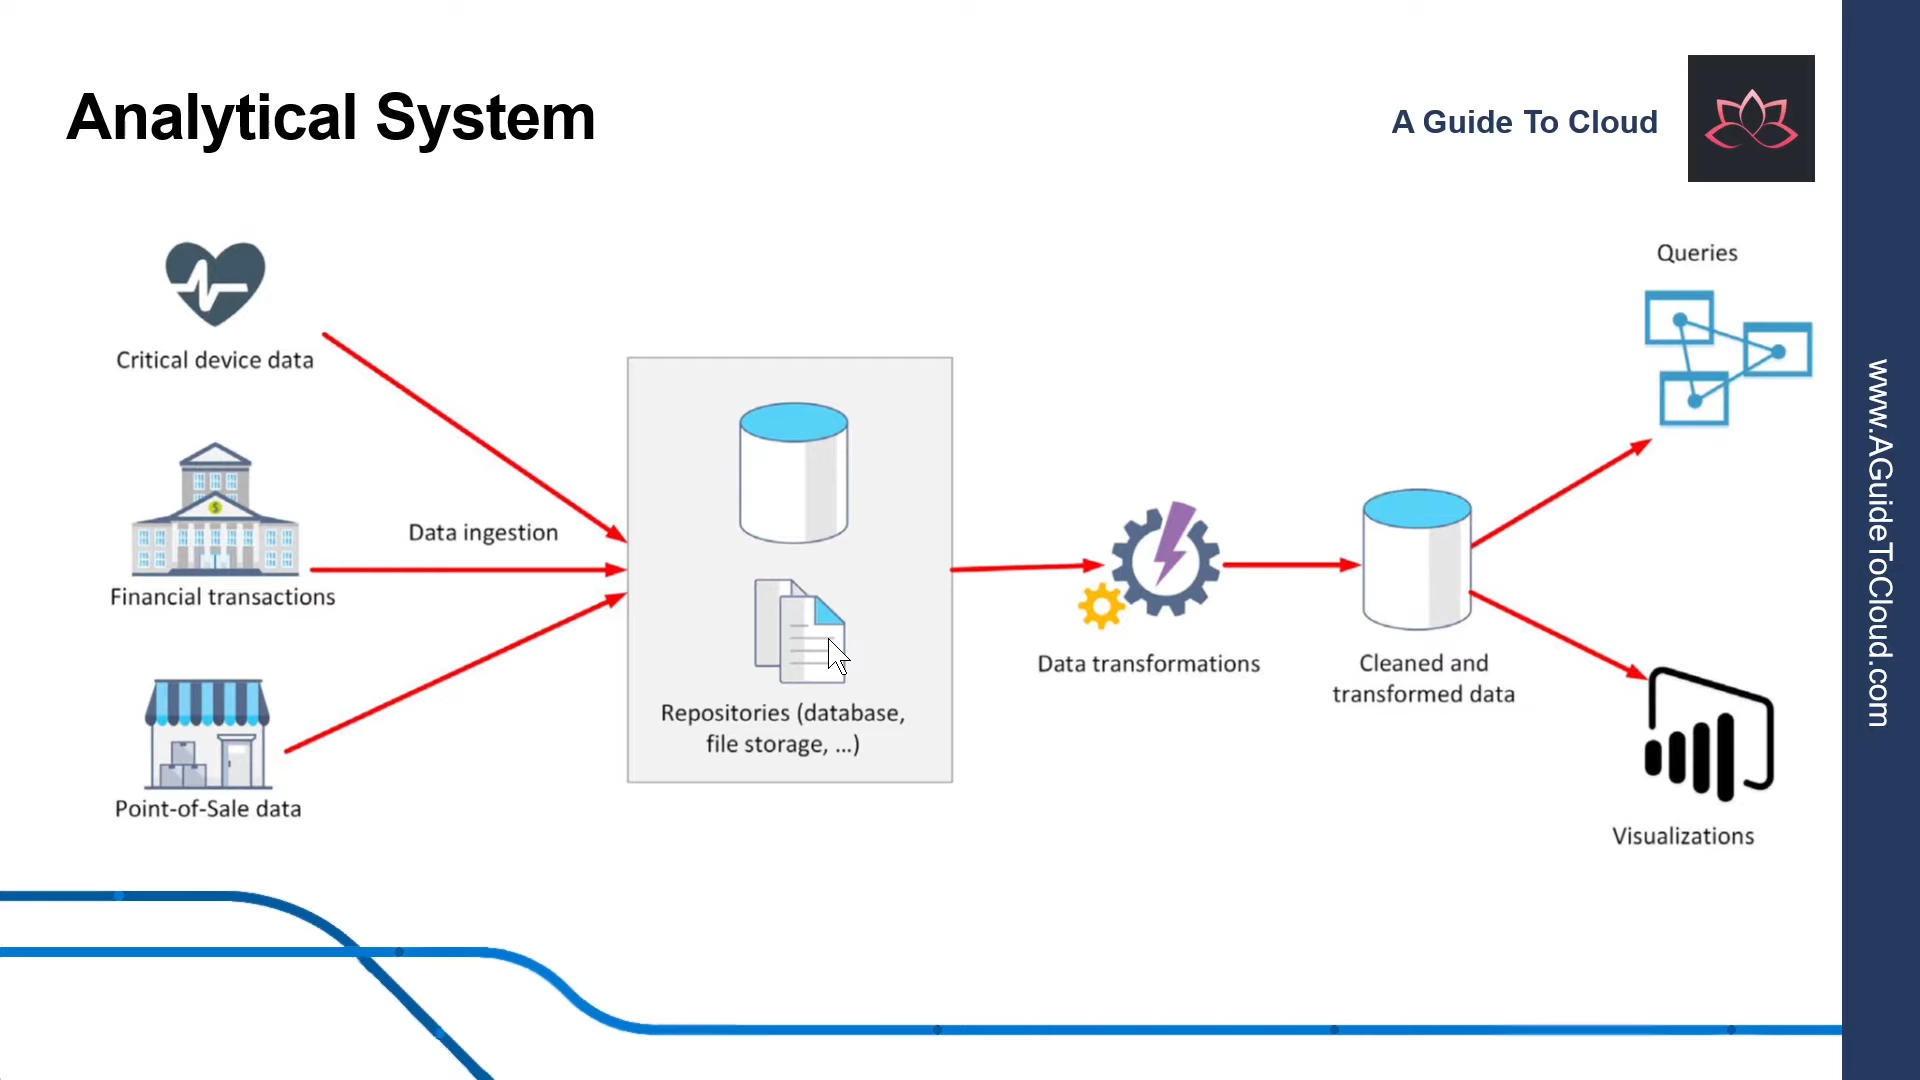 Analytical System
A Guide To Cloud
Critical device data
Financial transactions
Point-of-Sale data
Data ingestion
$
Repositories (database,
file storage, ...)
Data transformations
Cleaned and
transformed data
Queries
Visualizations
www.AGuideToCloud.com